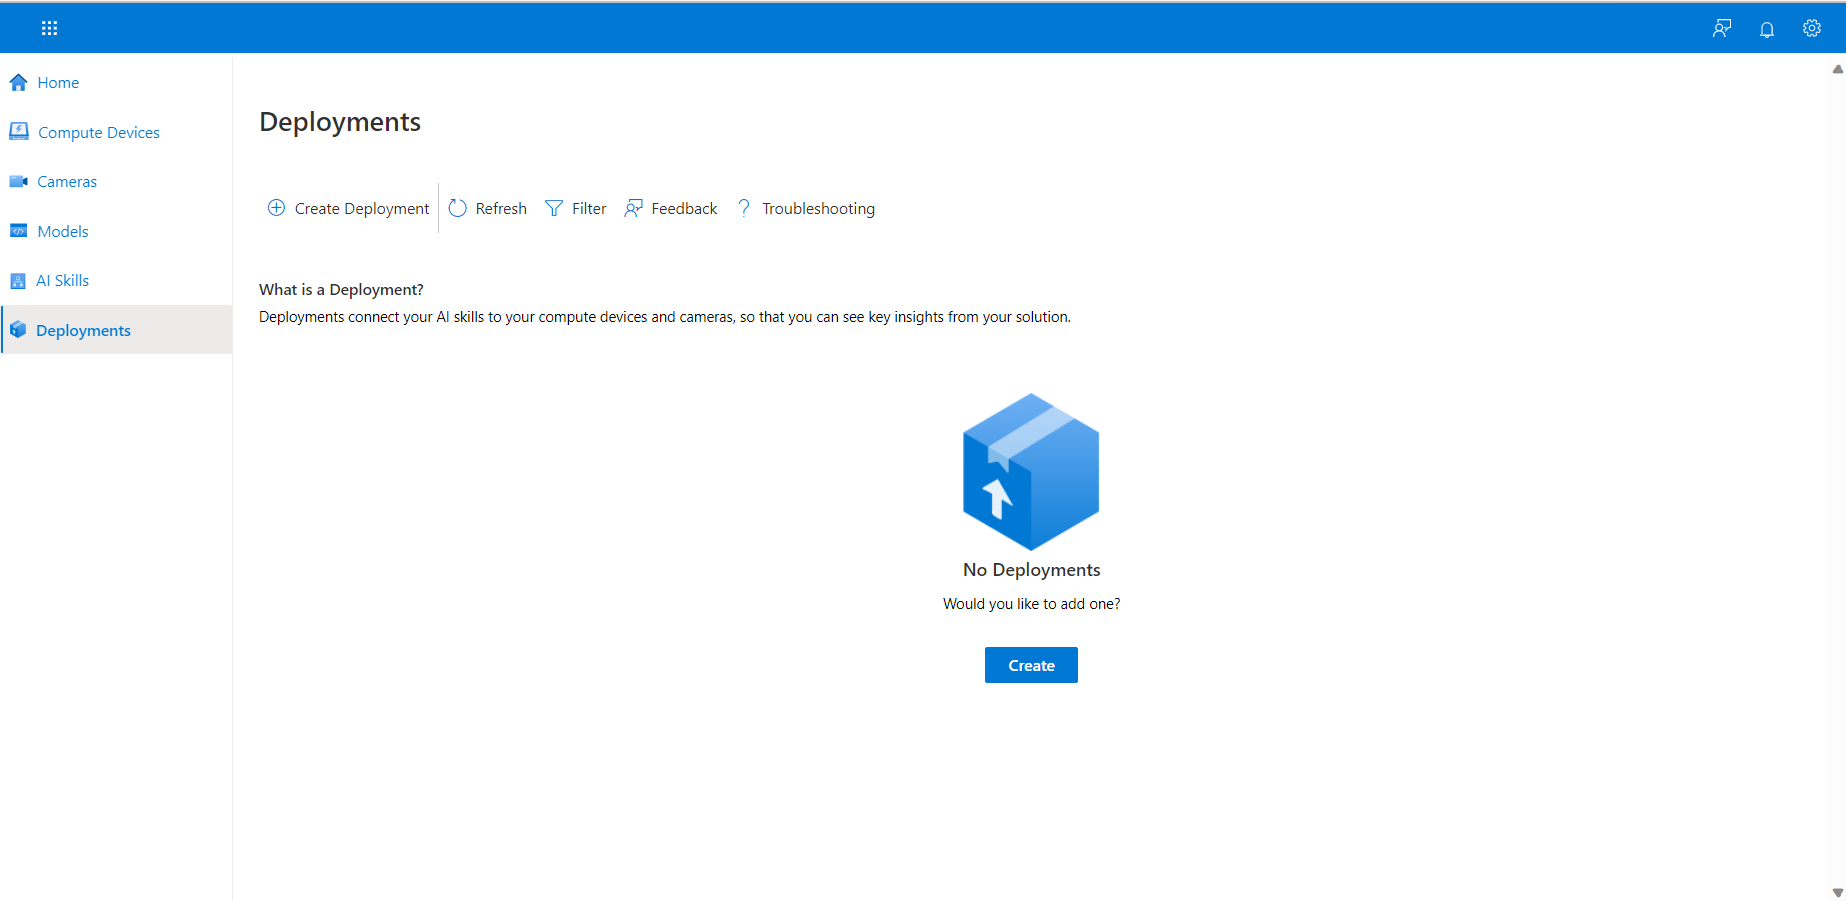 Home
Compute Devices
Cameras
Models
AI Skills
Deployments
Deployments
Create Deployment Refresh Filter Feedback ? Troubleshooting
What is a Deployment?
Deployments connect your AI skills to your compute devices and cameras, so that you can see key insights from your solution.
No Deployments
Would you like to add one?
Create